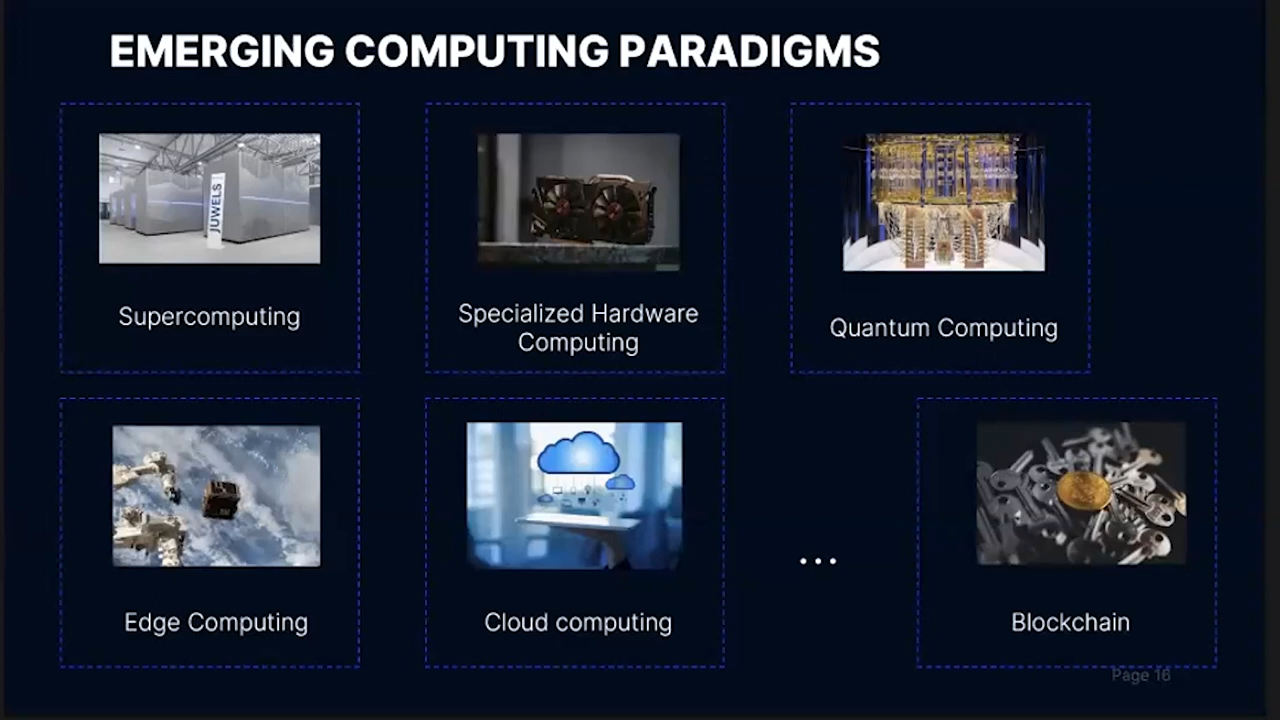 EMERGING COMPUTING PARADIGMS
JUWELS
Supercomputing
Specialized Hardware
Computing
Quantum Computing
Edge Computing
Cloud computing
...
Blockchain
Page 16